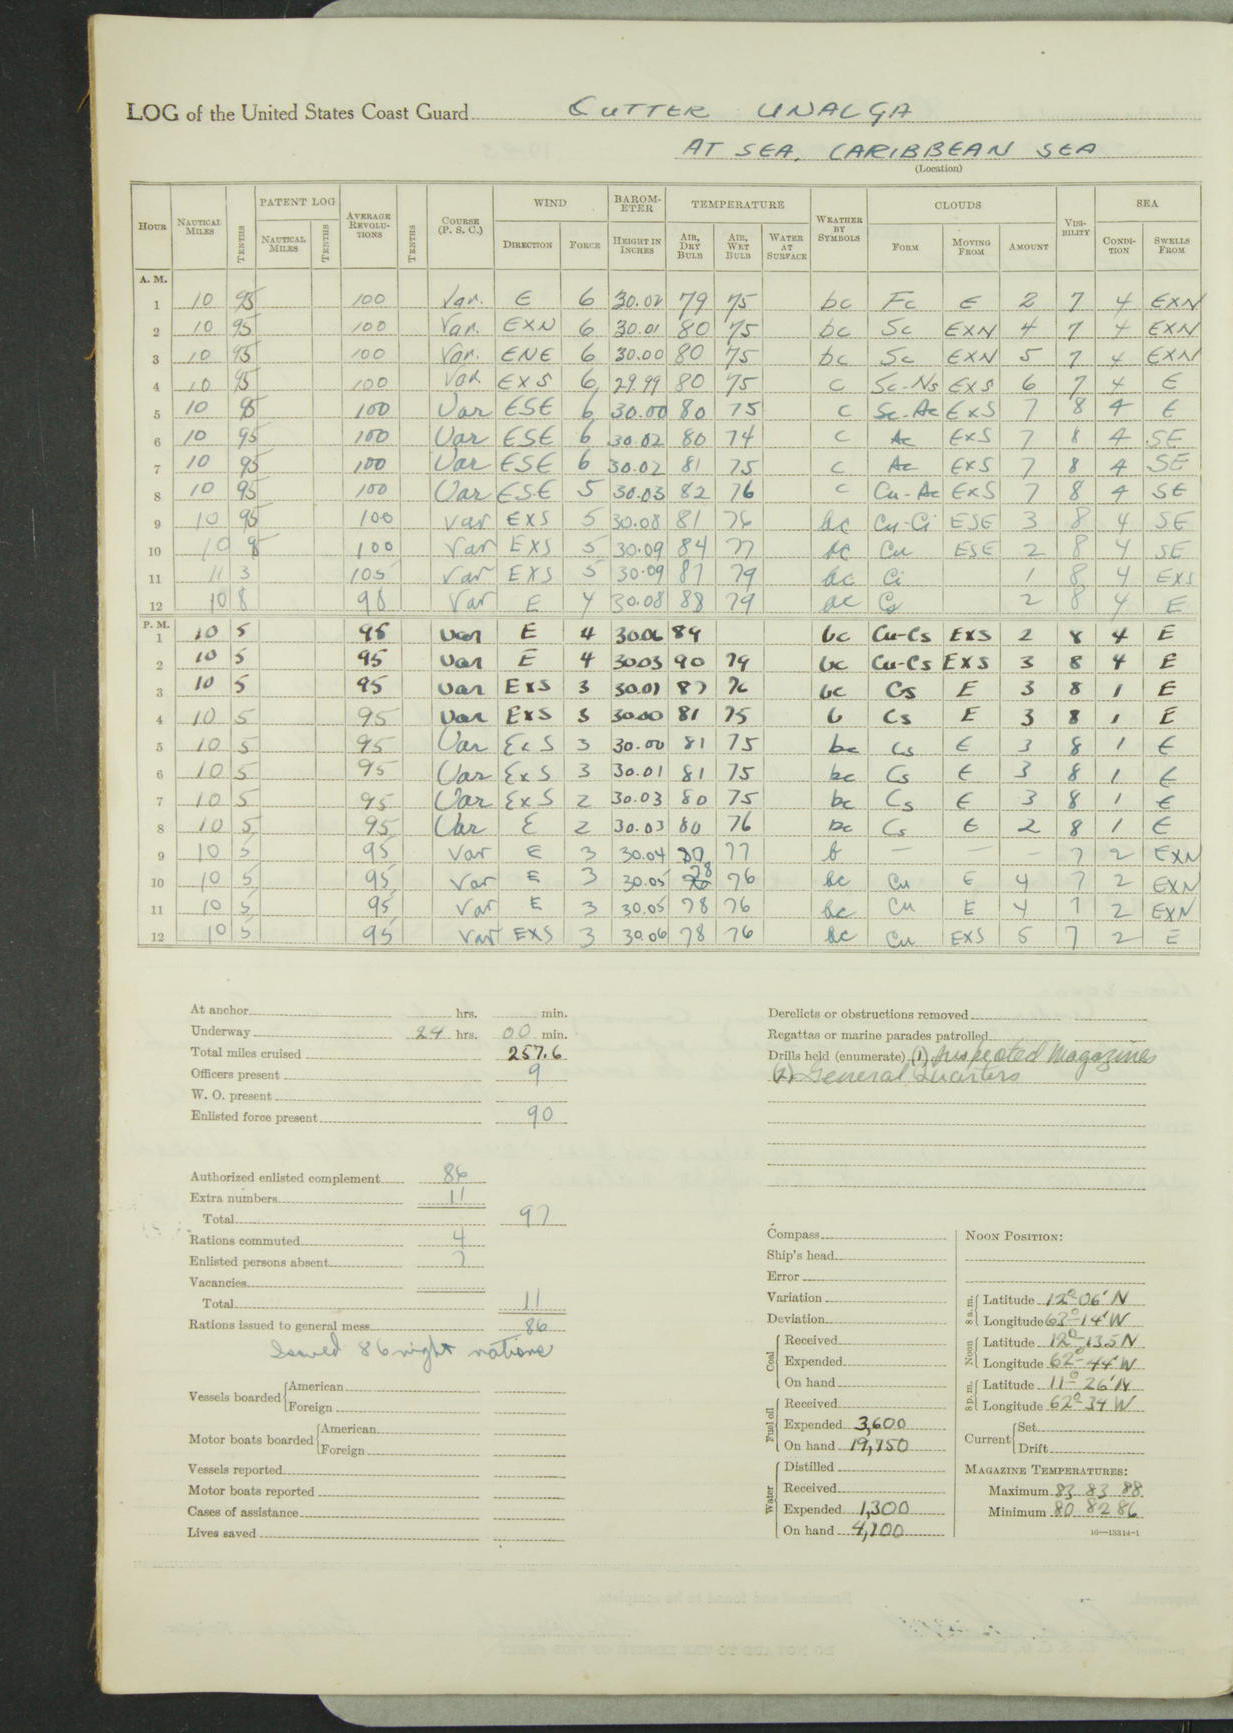 LOG of the United States Coast Guard CUTTER UNALGA
AT SEA, CARIBBEAN SEA
(Location)
HOUR NAUTICAL MILES TENTHS PATENT LOG NAUTICAL MILES TENTHS AVERAGE REVOLUTIONS TENTHS COURSE (P. S. C.) WIND DIRECTION FORCE BAROMETER HEIGHT IN INCHES TEMPERATURE AIR, DRY BULB AIR, WET BULB WATER AT SURFACE WEATHER BY SYMBOLS CLOUDS FORM MOVING FROM AMOUNT VISIBILITY SEA CONDITION SWELLS FROM
A. M.
1 10 95 100 Var. E 6 30.02 79 75 bc Fc E 2 7 4 EXN
2 10 95 100 Var. EXN 6 30.01 80 75 bc Sc EXN 4 7 4 EXN
3 10 95 100 Var. ENE 6 30.00 80 75 bc Sc EXN 5 7 4 EXN
4 10 95 100 Var EXS 6 29.99 80 75 c Sc-Ns EXS 6 7 4 E
5 10 95 100 Var ESE 6 30.00 80 75 c Sc-Ac EXS 7 8 4 E
6 10 95 100 Var ESE 6 30.02 80 74 c Ac EXS 7 8 4 SE
7 10 95 100 Var ESE 6 30.02 81 75 c Ac EXS 7 8 4 SE
8 10 95 100 Var ESE 5 30.03 82 76 c Cu-Ac EXS 7 8 4 SE
9 10 95 100 Var EXS 5 30.08 81 76 bc Cu-Ci ESE 3 8 4 SE
10 10 8 100 Var EXS 5 30.09 84 77 bc Cu ESE 2 8 4 SE
11 11 3 105 Var EXS 5 30.09 87 79 bc Ci 1 8 4 EXS
12 10 8 98 Var E 4 30.08 88 79 bc Cs 2 8 4 E
P. M.
1 10 5 95 Var E 4 30.06 89 bc Cu-Cs EXS 2 8 4 E
2 10 5 95 Var E 4 30.03 90 79 bc Cu-Cs EXS 3 8 4 E
3 10 5 95 Var EXS 3 30.01 87 76 bc Cs E 3 8 1 E
4 10 5 95 Var EXS 3 30.00 81 75 b Cs E 3 8 1 E
5 10 5 95 Var EXS 3 30.00 81 75 bc Cs E 3 8 1 E
6 10 5 95 Var EXS 3 30.01 81 75 bc Cs E 3 8 1 E
7 10 5 95 Var EXS 2 30.03 80 75 bc Cs E 3 8 1 E
8 10 5 95 Var E 2 30.03 80 76 bc Cs E 2 8 1 E
9 10 5 95 Var E 3 30.04 80 77 b — — — 7 2 EXN
10 10 5 95 Var E 3 30.05 78 76 bc Cu E 4 7 2 EXN
11 10 5 95 Var E 3 30.05 78 76 bc Cu E 4 7 2 EXN
12 10 5 95 Var EXS 3 30.06 78 76 bc Cu EXS 5 7 2 E
At anchor hrs. min.
Underway 24 hrs. 00 min.
Total miles cruised 257.6
Officers present 9
W. O. present
Enlisted force present 90
Authorized enlisted complement 86
Extra numbers 11
Total 97
Rations commuted 4
Enlisted persons absent 7
Vacancies
Total 11
Rations issued to general mess 86
Issued 86 night rations
Vessels boarded American
Foreign
Motor boats boarded American
Foreign
Vessels reported
Motor boats reported
Cases of assistance
Lives saved
Derelicts or obstructions removed
Regattas or marine parades patrolled
Drills held (enumerate) (1) Inspected Magazines
(2) General Quarters
Compass
Ship's head
Error
Variation
Deviation
Coal Received
Expended
On hand
Fuel oil Received
Expended 3,600
On hand 19,750
Water Distilled
Received
Expended 1,300
On hand 4,700
NOON POSITION:
8 a.m. Latitude 12° 06' N
Longitude 63° 14' W
Noon Latitude 12° 13.5 N
Longitude 62° 44' W
8 p.m. Latitude 11° 26' N
Longitude 62° 34 W
Current Set
Drift
MAGAZINE TEMPERATURES:
Maximum 83 83 88
Minimum 80 82 86
16—13314-1